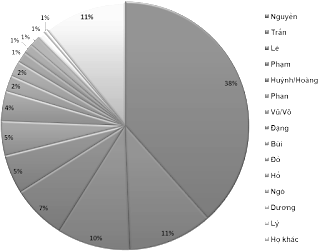 38%
11%
10%
7%
5%
5%
4%
2%
2%
1%
1%
1%
1%
1%
11%
Nguyễn
Trần
Lê
Phạm
Huỳnh/Hoàng
Phan
Vũ/Võ
Đặng
Bùi
Đỗ
Hồ
Ngô
Dương
Lý
Họ khác